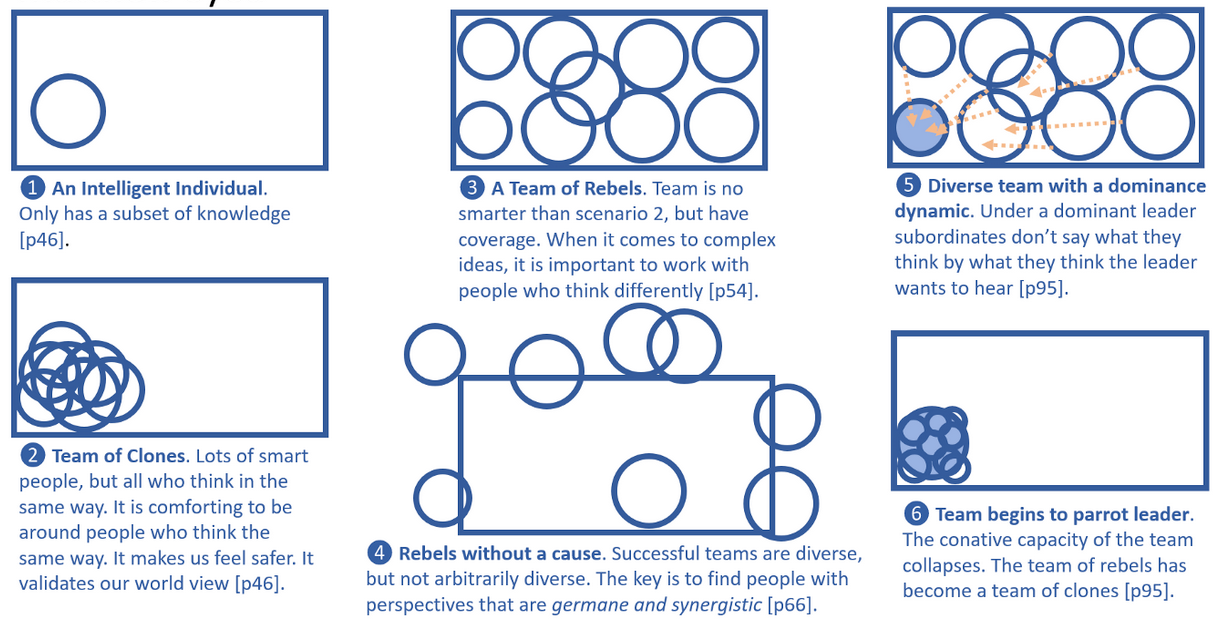 1 An Intelligent Individual.
Only has a subset of knowledge
[p46].
2 Team of Clones. Lots of smart
people, but all who think in the
same way. It is comforting to be
around people who think the
same way. It makes us feel safer. It
validates our world view [p46].
3 A Team of Rebels. Team is no
smarter than scenario 2, but have
coverage. When it comes to complex
ideas, it is important to work with
people who think differently [p54].
4 Rebels without a cause. Successful teams are diverse,
but not arbitrarily diverse. The key is to find people with
perspectives that are germane and synergistic [p66].
5 Diverse team with a dominance
dynamic. Under a dominant leader
subordinates don’t say what they
think by what they think the leader
wants to hear [p95].
6 Team begins to parrot leader.
The conative capacity of the team
collapses. The team of rebels has
become a team of clones [p95].